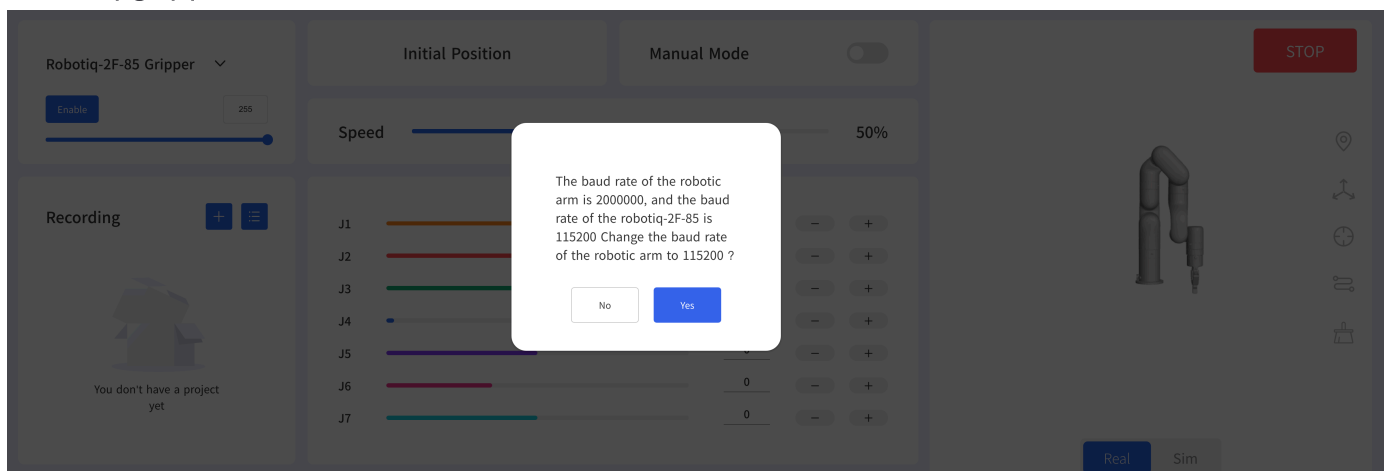 Robotiq-2F-85 Gripper
Enable
255
Initial Position
Manual Mode
STOP
Speed
50%
The baud rate of the robotic
arm is 2000000, and the baud
rate of the robotiq-2F-85 is
115200 Change the baud rate
of the robotic arm to 115200 ?
No
Yes
Recording
You don't have a project
yet
J1
J2
J3
J4
J5
J6
0
J7
0
Real
Sim